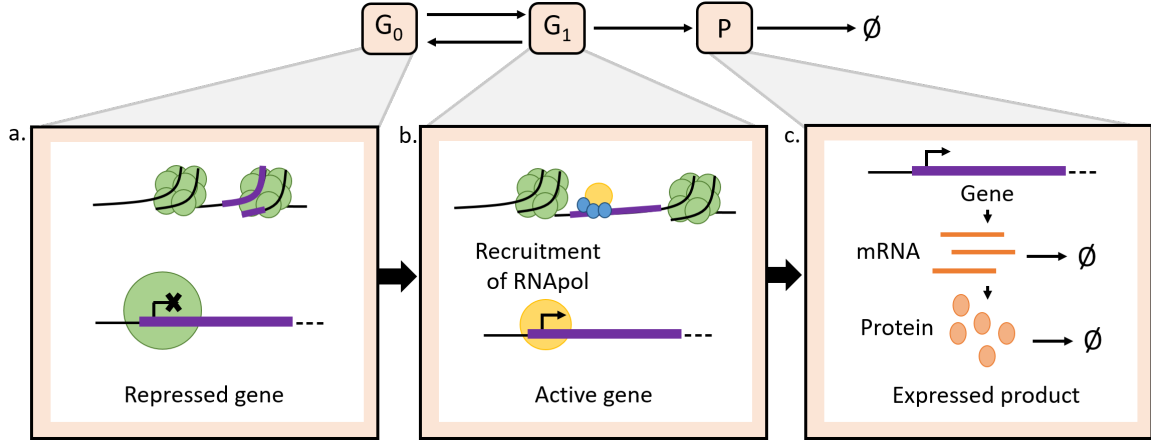 G0
G1
P
Ø
a.
b.
c.
Repressed gene
Recruitment
of RNApol
Active gene
Gene
mRNA
Ø
Protein
Ø
Expressed product